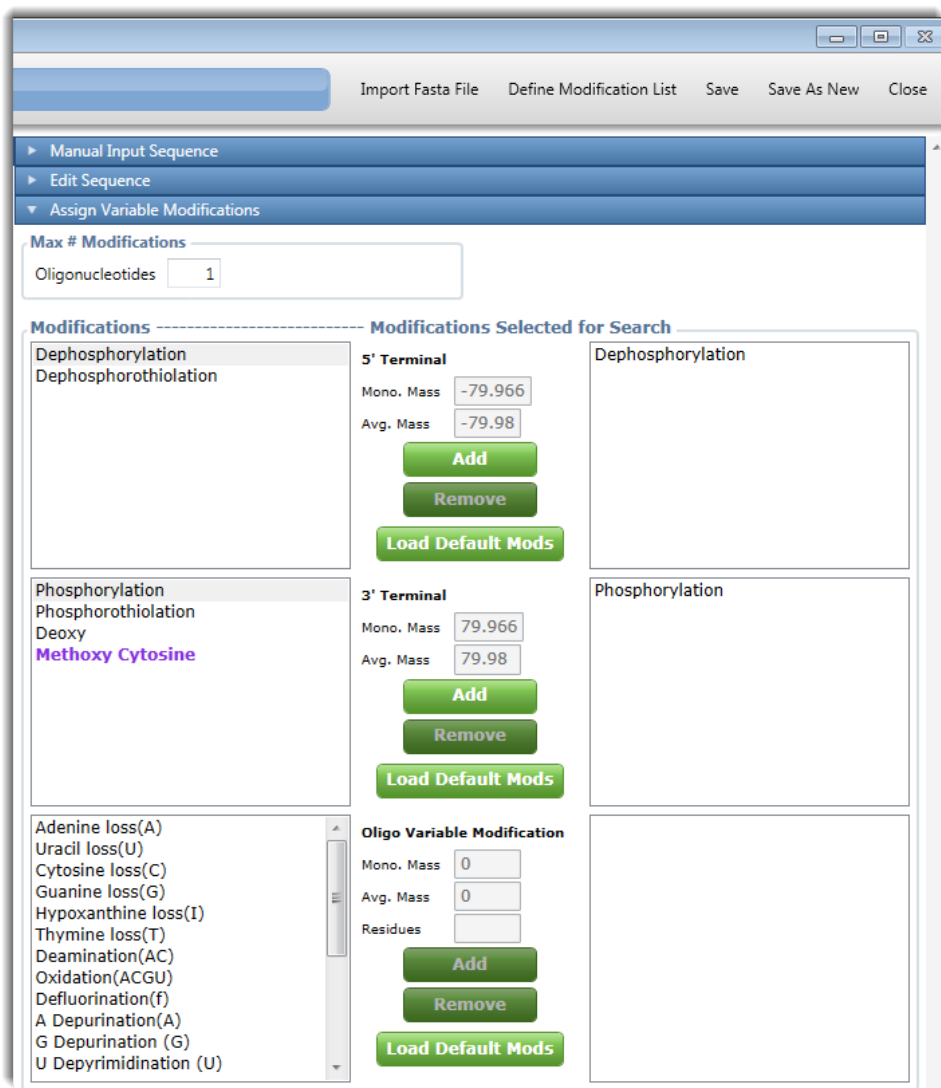 Import Fasta File Define Modification List Save Save As New Close
Manual Input Sequence
Edit Sequence
Assign Variable Modifications
Max # Modifications
Oligonucleotides 1
Modifications --------------------------- Modifications Selected for Search
Dephosphorylation
Dephosphorothiolation
5' Terminal
Mono. Mass -79.966
Avg. Mass -79.98
Add
Remove
Load Default Mods
Dephosphorylation
Phosphorylation
Phosphorothiolation
Deoxy
Methoxy Cytosine
3' Terminal
Mono. Mass 79.966
Avg. Mass 79.98
Add
Remove
Load Default Mods
Phosphorylation
Adenine loss(A)
Uracil loss(U)
Cytosine loss(C)
Guanine loss(G)
Hypoxanthine loss(I)
Thymine loss(T)
Deamination(AC)
Oxidation(ACGU)
Defluorination(f)
A Depurination(A)
G Depurination (G)
U Depyrimidination (U)
Oligo Variable Modification
Mono. Mass 0
Avg. Mass 0
Residues
Add
Remove
Load Default Mods